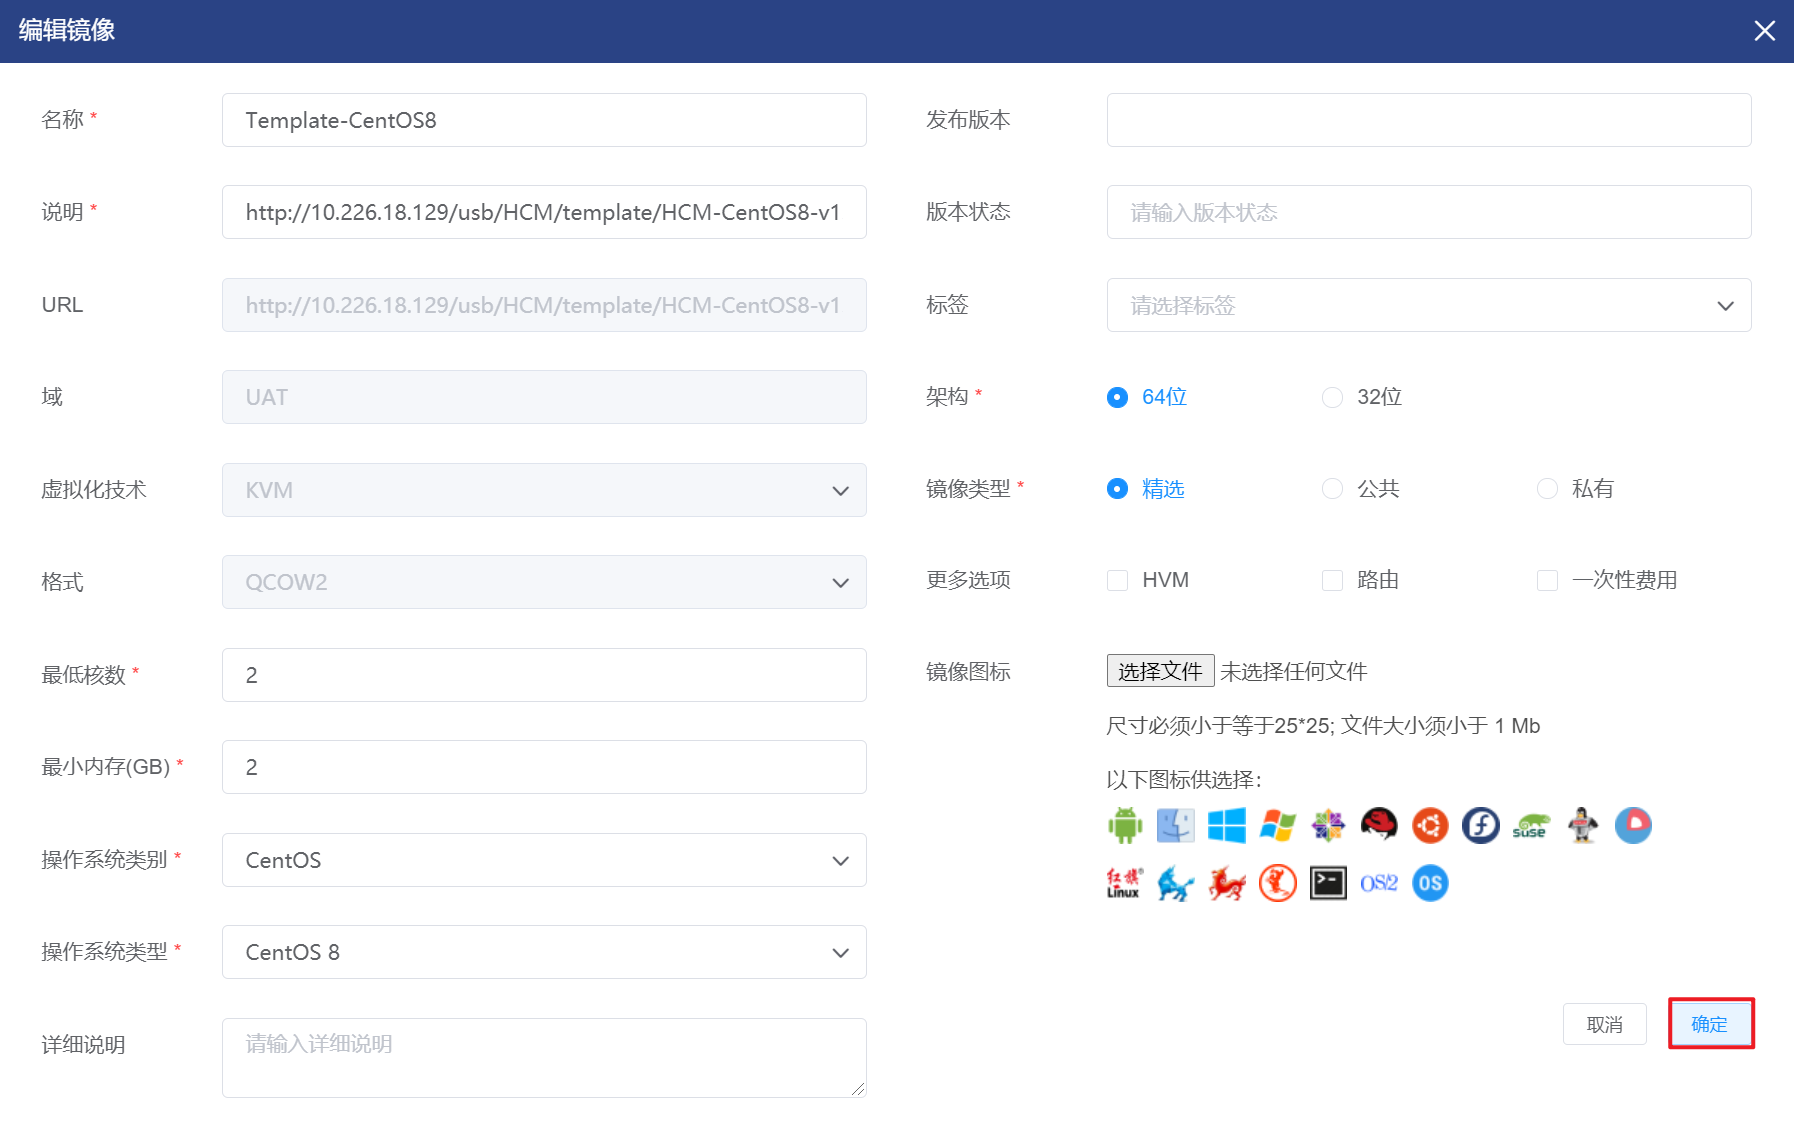 编辑镜像
名称 *
Template-CentOS8
说明 *
http://10.226.18.129/usb/HCM/template/HCM-CentOS8-v1
URL
http://10.226.18.129/usb/HCM/template/HCM-CentOS8-v1
域
UAT
虚拟化技术
KVM
格式
QCOW2
最低核数 *
2
最小内存(GB) *
2
操作系统类别 *
CentOS
操作系统类型 *
CentOS 8
详细说明
请输入详细说明
发布版本
版本状态
请输入版本状态
标签
请选择标签
架构 *
64位 32位
镜像类型 *
精选 公共 私有
更多选项
HVM 路由 一次性费用
镜像图标
选择文件 未选择任何文件
尺寸必须小于等于25*25; 文件大小须小于 1 Mb
以下图标供选择:
suse
红旗® Linux OS/2 OS
取消 确定